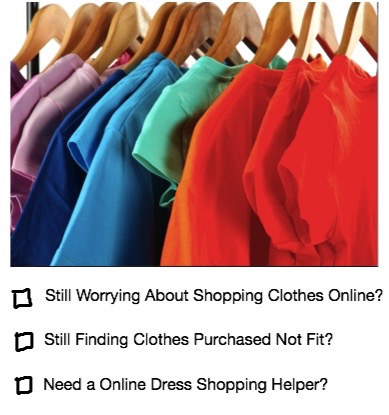 Still Worrying About Shopping Clothes Online?
Still Finding Clothes Purchased Not Fit?
Need a Online Dress Shopping Helper?